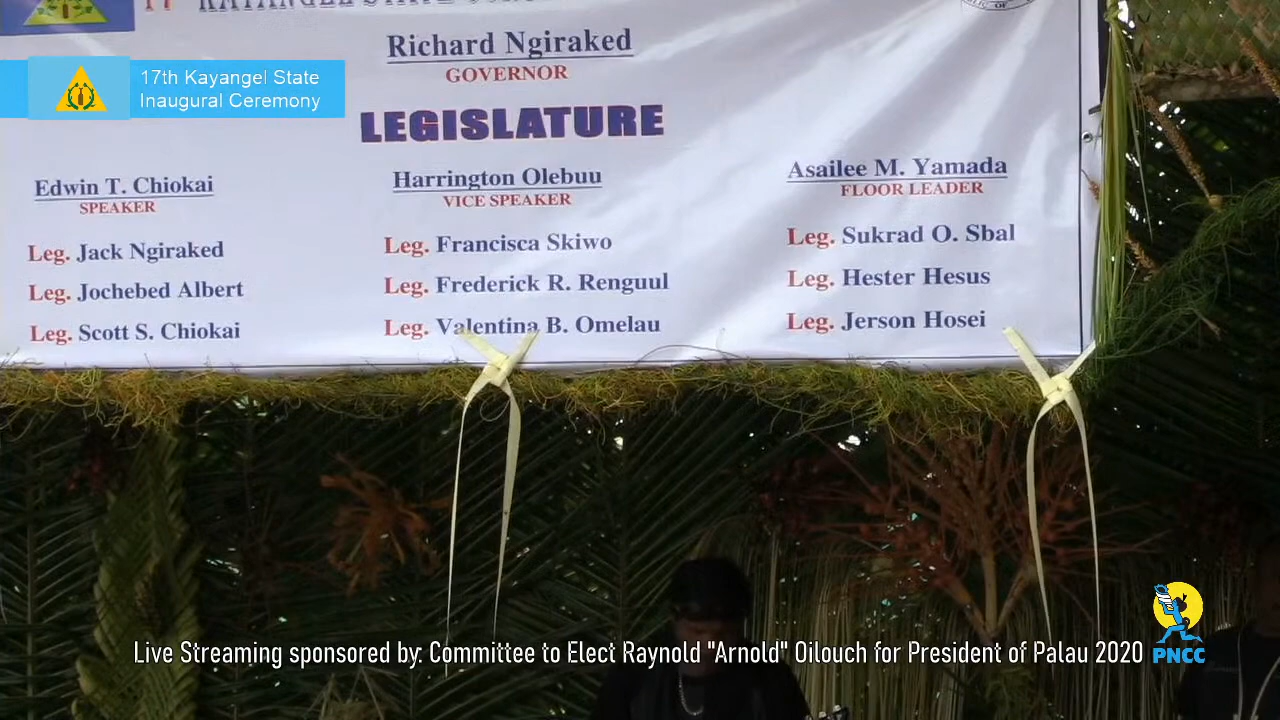 17th Kayangel State
Inaugural Ceremony
Richard Ngiraked
GOVERNOR
LEGISLATURE
Edwin T. Chiokai
SPEAKER
Leg. Jack Ngiraked
Leg. Jochebed Albert
Leg. Scott S. Chiokai
Harrington Olebuu
VICE SPEAKER
Leg. Francisca Skiwo
Leg. Frederick R. Renguul
Leg. Valentina B. Omelau
Asailee M. Yamada
FLOOR LEADER
Leg. Sukrad O. Sbal
Leg. Hester Hesus
Leg. Jerson Hosei
Live Streaming sponsored by: Committee to Elect Raynold "Arnold" Oilouch for President of Palau 2020
PNCC